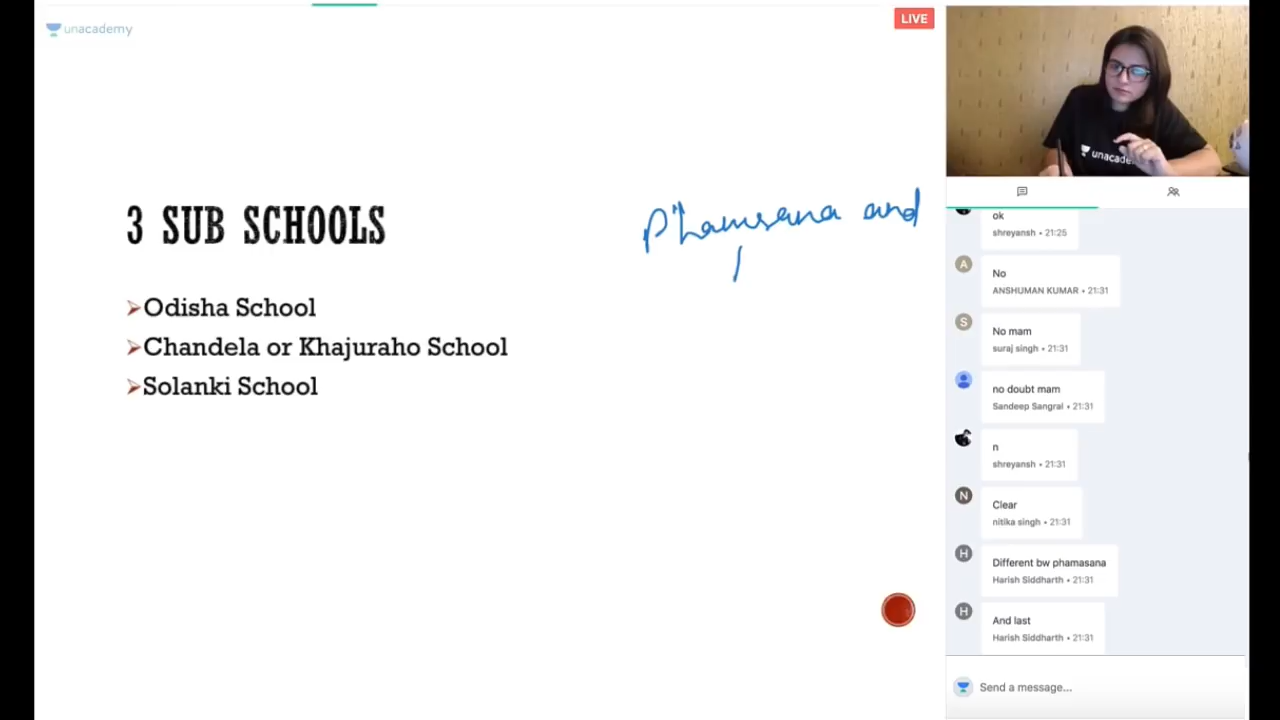 unacademy
LIVE
3 SUB SCHOOLS
Phamsana and
➢Odisha School
➢Chandela or Khajuraho School
➢Solanki School
unacade
ok
shreyansh • 21:25
A
No
ANSHUMAN KUMAR • 21:31
S
No mam
suraj singh • 21:31
no doubt mam
Sandeep Sangral • 21:31
n
shreyansh • 21:31
N
Clear
nitika singh • 21:31
H
Different bw phamasana
Harish Siddharth • 21:31
H
And last
Harish Siddharth • 21:31
Send a message...